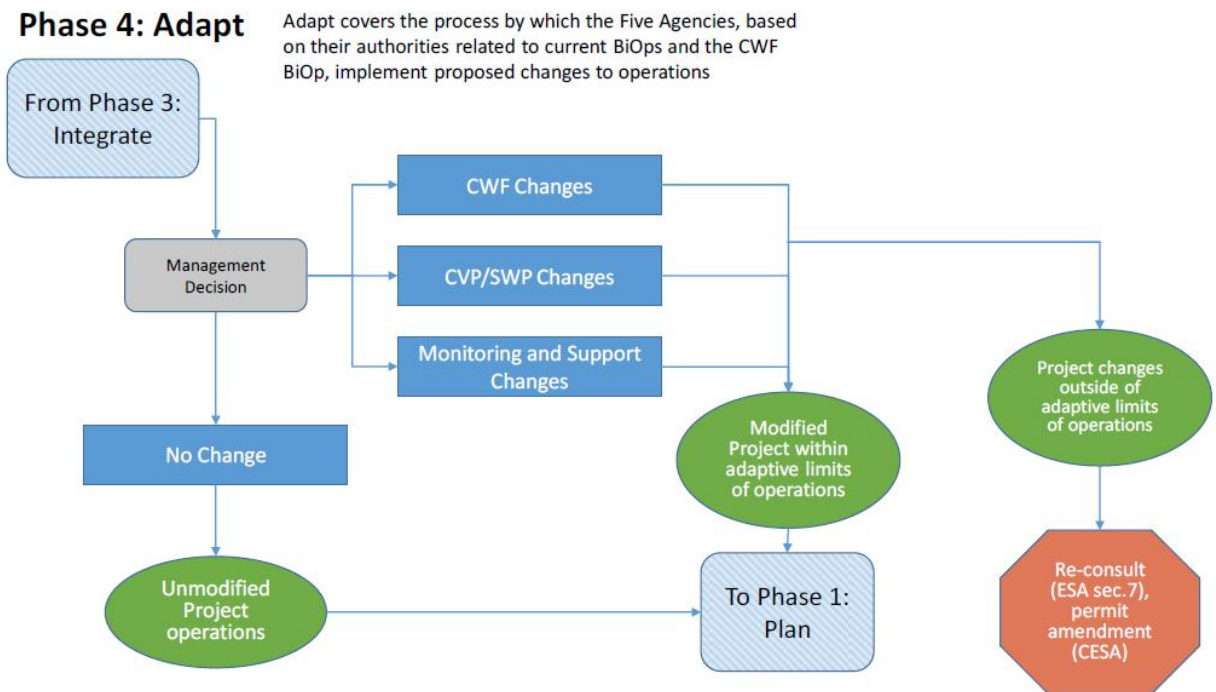 Phase 4: Adapt
Adapt covers the process by which the Five Agencies, based
on their authorities related to current BiOps and the CWF
BiOp, implement proposed changes to operations
From Phase 3:
Integrate
CWF Changes
Management
Decision
CVP/SWP Changes
Monitoring and Support
Changes
Project changes
outside of
adaptive limits
of operations
No Change
Modified
Project within
adaptive limits
of operations
Unmodified
Project
operations
To Phase 1:
Plan
Re-consult
(ESA sec.7),
permit
amendment
(CESA)